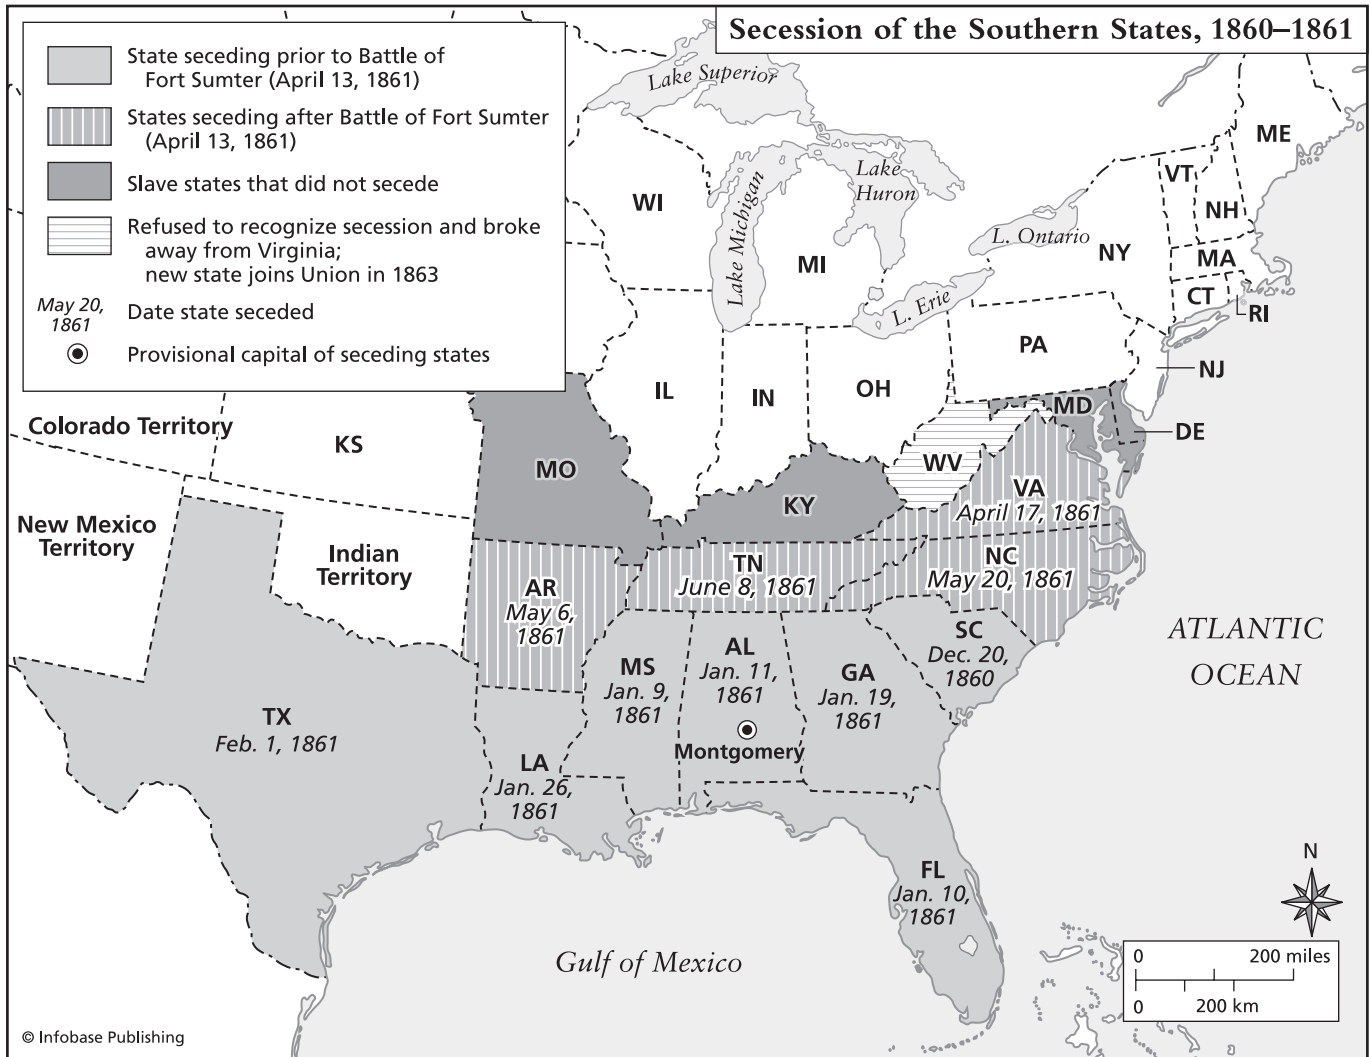 Secession of the Southern States, 1860–1861
State seceding prior to Battle of
Fort Sumter (April 13, 1861)
States seceding after Battle of Fort Sumter
(April 13, 1861)
Slave states that did not secede
Refused to recognize secession and broke
away from Virginia;
new state joins Union in 1863
May 20,
1861
Date state seceded
Provisional capital of seceding states
Lake Superior
Lake Michigan
Lake
Huron
L. Ontario
L. Erie
ME
VT
NH
MA
CT
RI
NY
WI
MI
PA
NJ
IL
IN
OH
MD
DE
Colorado Territory
KS
MO
WV
KY
VA
April 17, 1861
New Mexico
Territory
Indian
Territory
AR
May 6,
1861
TN
June 8, 1861
NC
May 20, 1861
SC
Dec. 20,
1860
MS
Jan. 9,
1861
AL
Jan. 11,
1861
Montgomery
GA
Jan. 19,
1861
TX
Feb. 1, 1861
LA
Jan. 26,
1861
FL
Jan. 10,
1861
ATLANTIC
OCEAN
Gulf of Mexico
N
0 200 miles
0 200 km
© Infobase Publishing